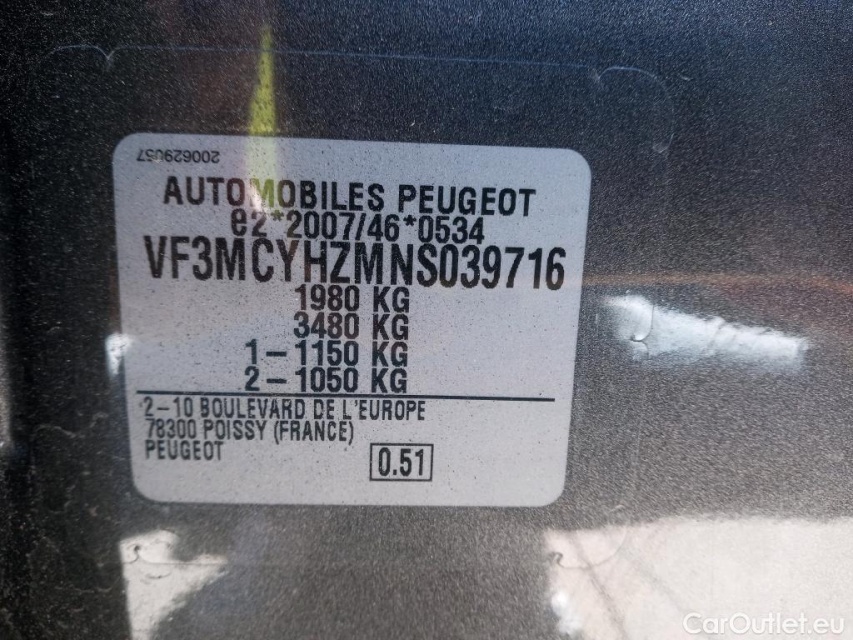 200629057
AUTOMOBILES PEUGEOT
e2*2007/46*0534
VF3MCYHZMNS039716
1980 KG
3480 KG
1-1150 KG
2-1050 KG
2-10 BOULEVARD DE L'EUROPE
78300 POISSY (FRANCE)
PEUGEOT
0.51
CarOutlet.eu